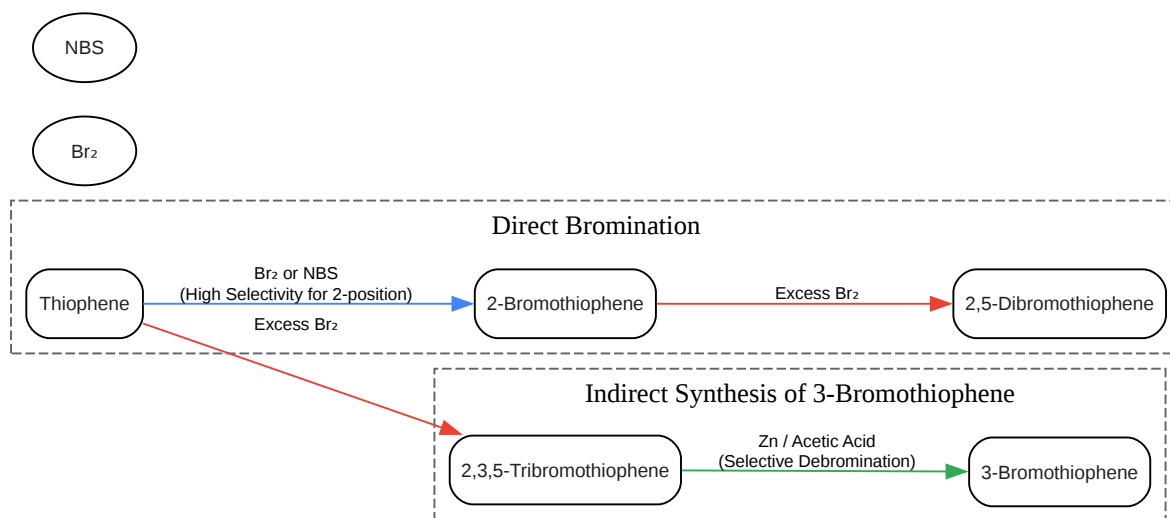 NBS
Br₂
Direct Bromination
Thiophene
Br₂ or NBS
(High Selectivity for 2-position)
2-Bromothiophene
Excess Br₂
2,5-Dibromothiophene
Excess Br₂
Indirect Synthesis of 3-Bromothiophene
2,3,5-Tribromothiophene
Zn / Acetic Acid
(Selective Debromination)
3-Bromothiophene